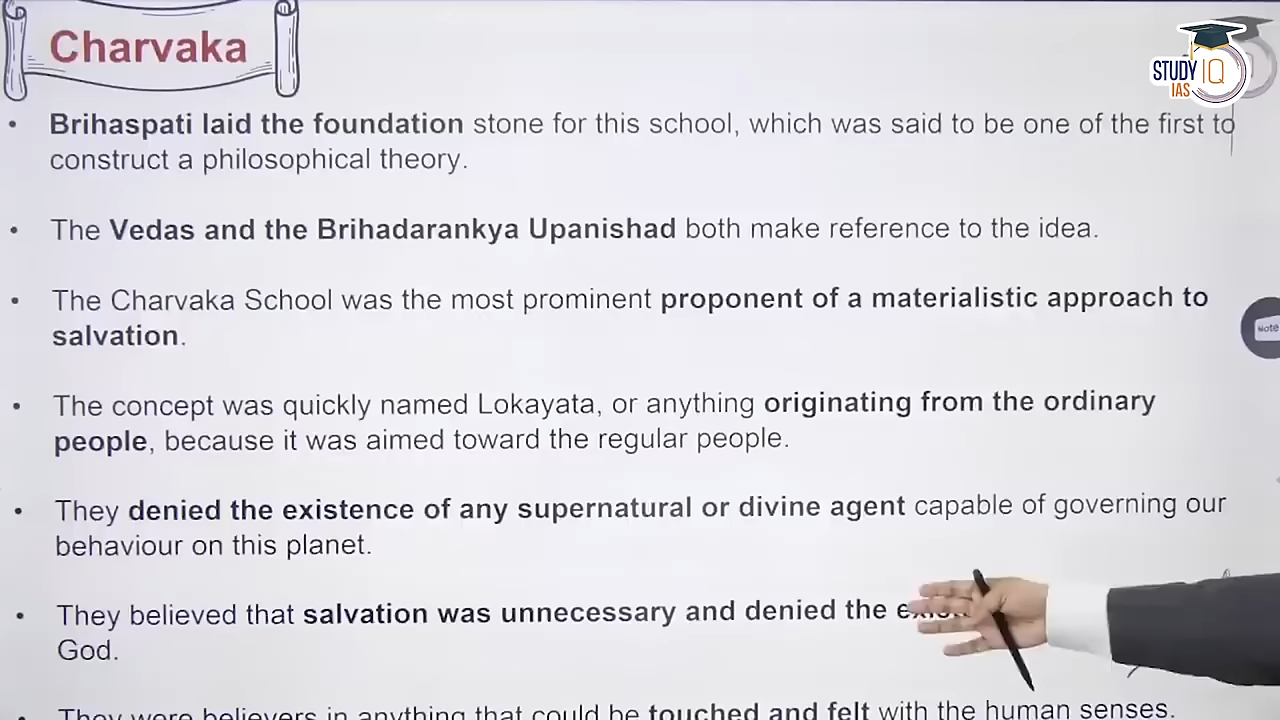 Charvaka
STUDY IQ
IAS
• Brihaspati laid the foundation stone for this school, which was said to be one of the first to
construct a philosophical theory.
• The Vedas and the Brihadarankya Upanishad both make reference to the idea.
• The Charvaka School was the most prominent proponent of a materialistic approach to
salvation.
Note
• The concept was quickly named Lokayata, or anything originating from the ordinary
people, because it was aimed toward the regular people.
• They denied the existence of any supernatural or divine agent capable of governing our
behaviour on this planet.
• They believed that salvation was unnecessary and denied the
God.
• They were believers in anything that could be touched and felt with the human senses.